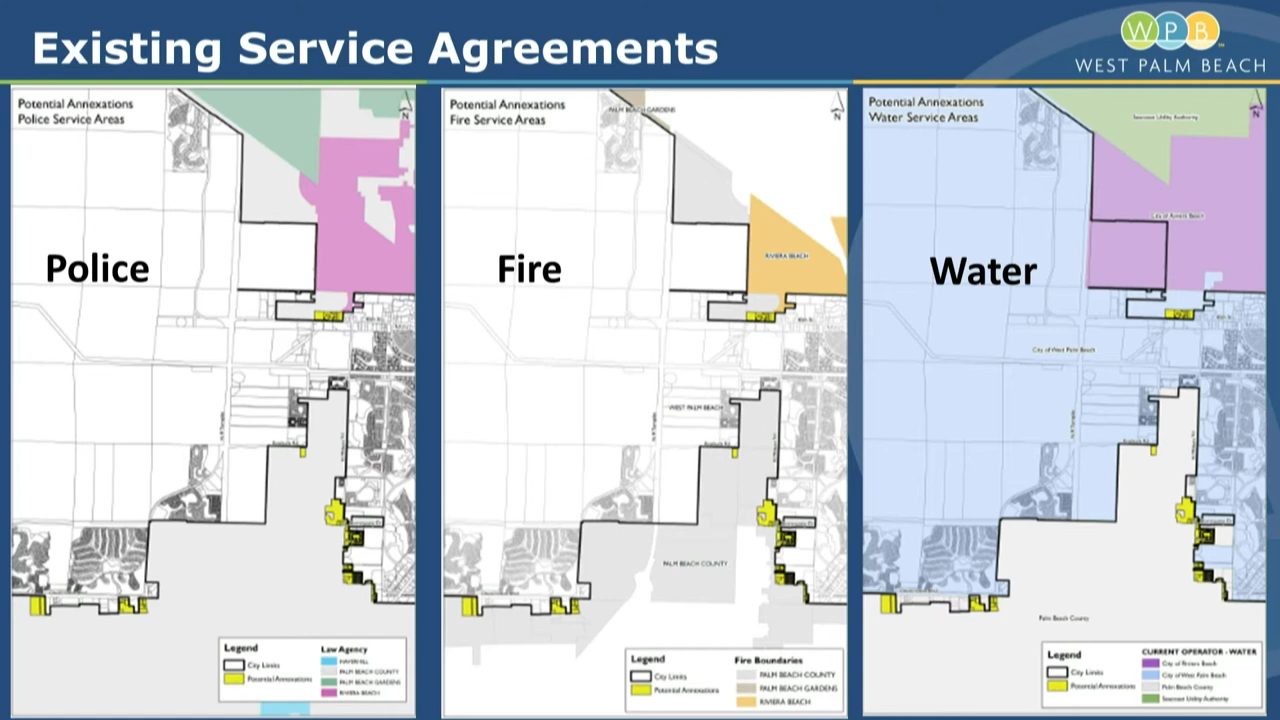 Existing Service Agreements
WPB
WEST PALM BEACH
Potential Annexations
Police Service Areas
N
Police
Legend
City Limits
Potential Annexations
Law Agency
HAVERHILL
PALM BEACH COUNTY
PALM BEACH GARDENS
RIVIERA BEACH
Potential Annexations
Fire Service Areas
PALM BEACH GARDENS
N
RIVIERA BEACH
Fire
WEST PALM BEACH
PALM BEACH COUNTY
Legend
City Limits
Potential Annexations
Fire Boundaries
PALM BEACH COUNTY
PALM BEACH GARDENS
RIVIERA BEACH
Potential Annexations
Water Service Areas
N
Seacoast Utility Authority
City of Riviera Beach
Water
City of West Palm Beach
Palm Beach County
Legend
City Limits
Potential Annexations
CURRENT OPERATOR - WATER
City of Riviera Beach
City of West Palm Beach
Palm Beach County
Seacoast Utility Authority